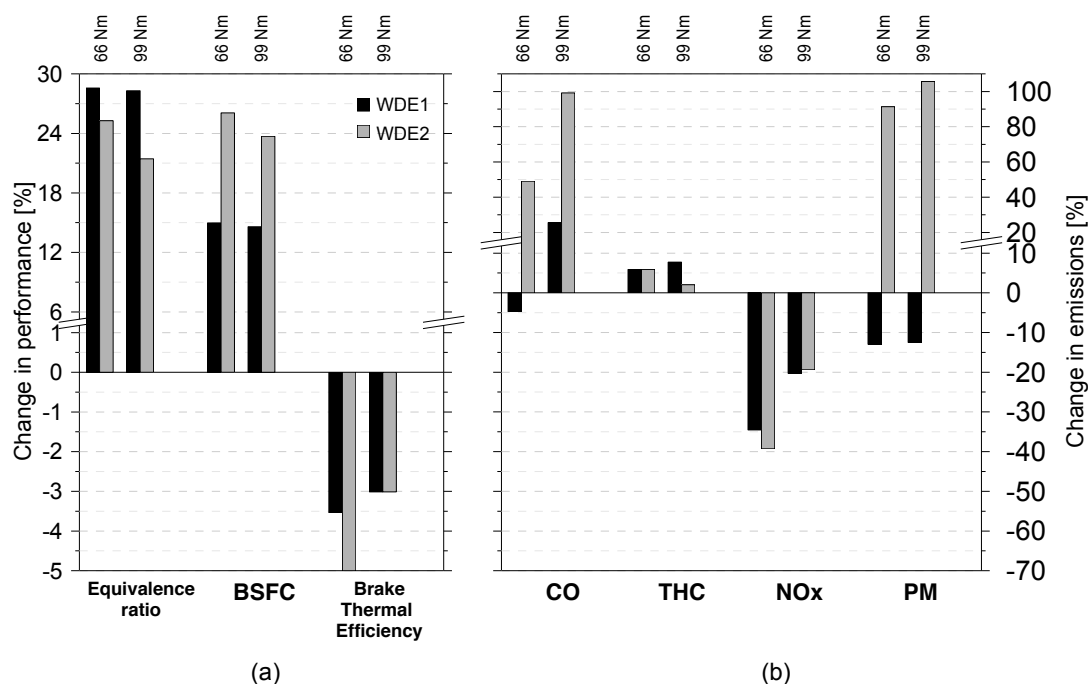 66 Nm
99 Nm
66 Nm
99 Nm
66 Nm
99 Nm
66 Nm
99 Nm
66 Nm
99 Nm
66 Nm
99 Nm
66 Nm
99 Nm
Change in performance [%]
30
24
18
12
6
1
0
-1
-2
-3
-4
-5
WDE1
WDE2
Equivalence
ratio
BSFC
Brake
Thermal
Efficiency
(a)
100
80
60
40
20
10
0
-10
-20
-30
-40
-50
-60
-70
Change in emissions [%]
CO
THC
NOx
PM
(b)